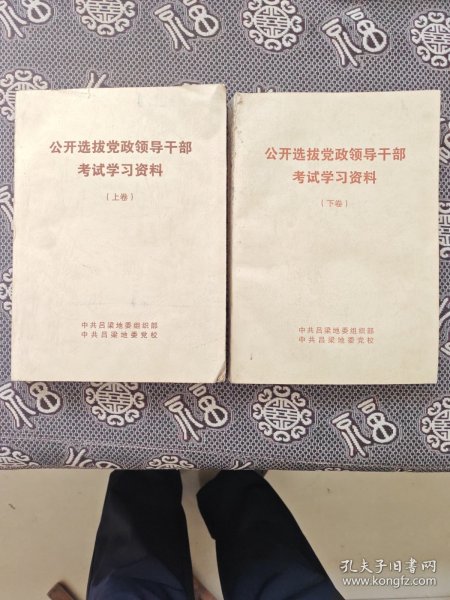 公开选拔党政领导干部
考试学习资料
（上卷）
中共吕梁地委组织部
中共吕梁地委党校
公开选拔党政领导干部
考试学习资料
（下卷）
中共吕梁地委组织部
中共吕梁地委党校
孔夫子旧书网
www.kongfz.com